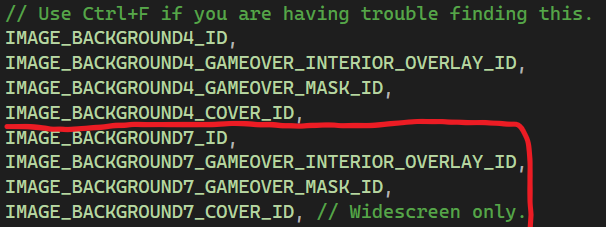 // Use Ctrl+F if you are having trouble finding this.
IMAGE_BACKGROUND4_ID,
IMAGE_BACKGROUND4_GAMEOVER_INTERIOR_OVERLAY_ID,
IMAGE_BACKGROUND4_GAMEOVER_MASK_ID,
IMAGE_BACKGROUND4_COVER_ID,
IMAGE_BACKGROUND7_ID,
IMAGE_BACKGROUND7_GAMEOVER_INTERIOR_OVERLAY_ID,
IMAGE_BACKGROUND7_GAMEOVER_MASK_ID,
IMAGE_BACKGROUND7_COVER_ID, // Widescreen only.